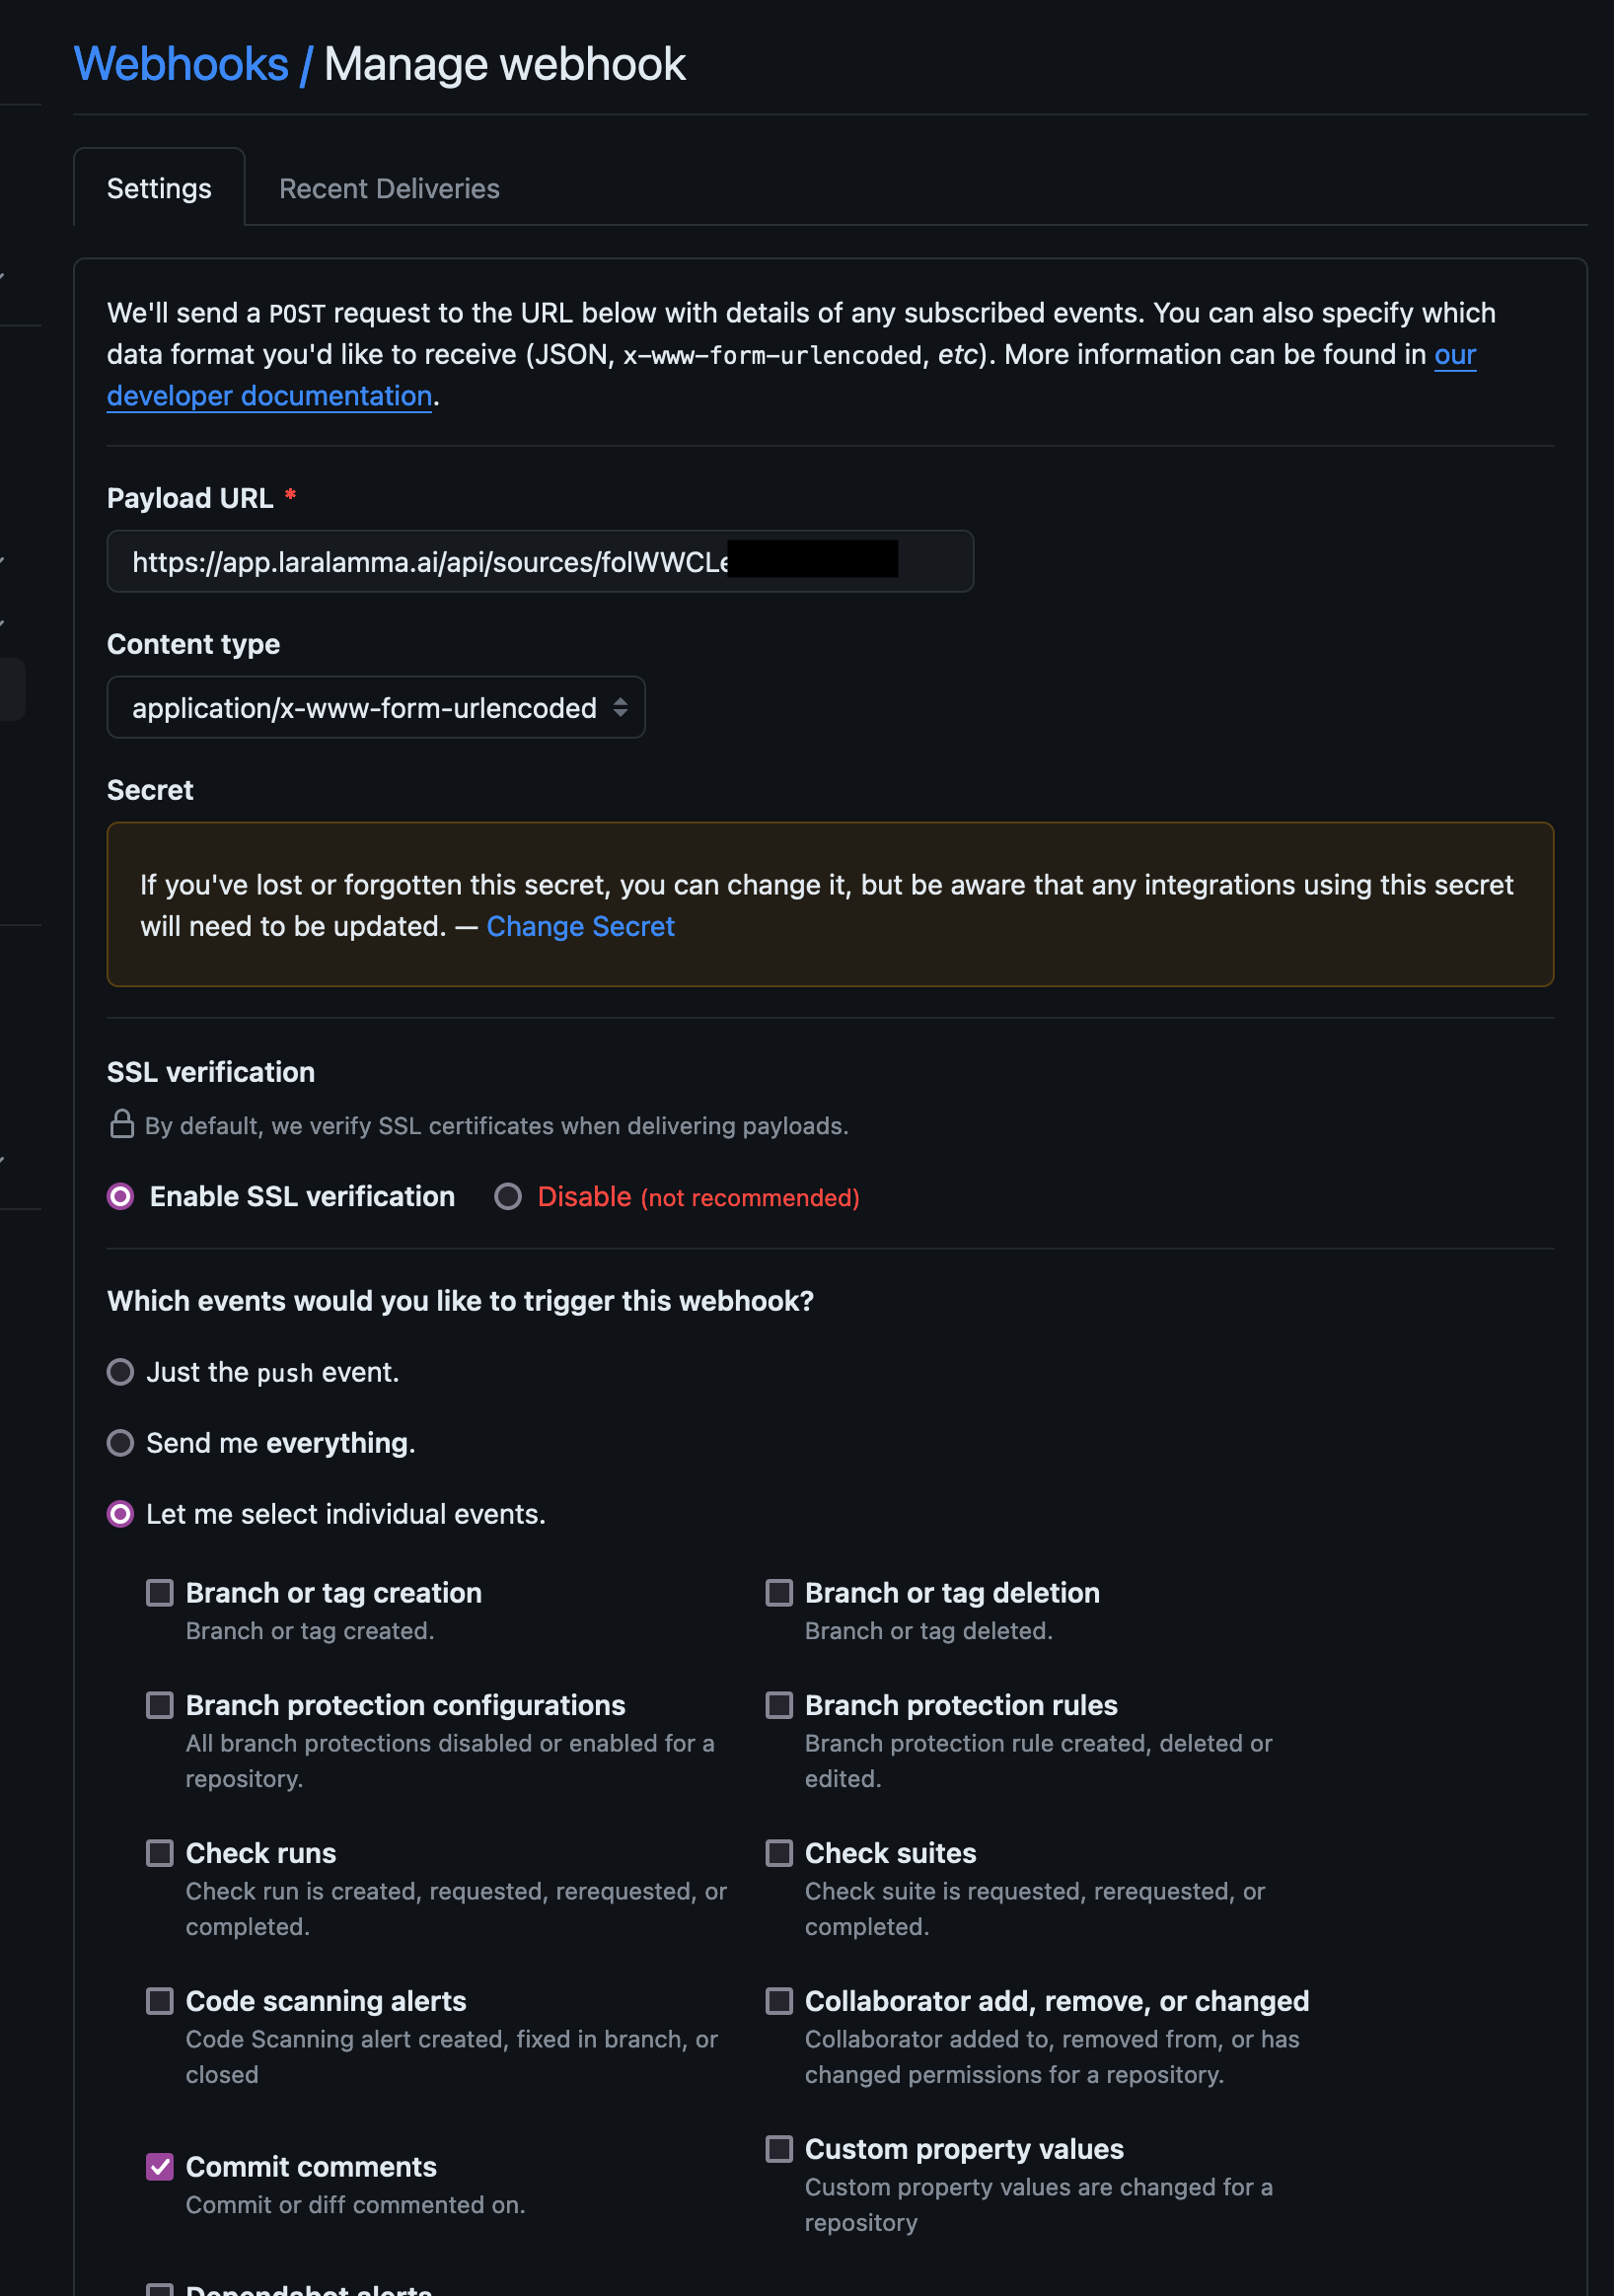 Webhooks / Manage webhook
Settings
Recent Deliveries
We'll send a POST request to the URL below with details of any subscribed events. You can also specify which
data format you'd like to receive (JSON, x-www-form-urlencoded, etc). More information can be found in our
developer documentation.
Payload URL *
https://app.laralamma.ai/api/sources/folWWCLe
Content type
application/x-www-form-urlencoded
Secret
If you've lost or forgotten this secret, you can change it, but be aware that any integrations using this secret
will need to be updated. — Change Secret
SSL verification
By default, we verify SSL certificates when delivering payloads.
Enable SSL verification
Disable (not recommended)
Which events would you like to trigger this webhook?
Just the push event.
Send me everything.
Let me select individual events.
Branch or tag creation
Branch or tag created.
Branch or tag deletion
Branch or tag deleted.
Branch protection configurations
All branch protections disabled or enabled for a
repository.
Branch protection rules
Branch protection rule created, deleted or
edited.
Check runs
Check run is created, requested, rerequested, or
completed.
Check suites
Check suite is requested, rerequested, or
completed.
Code scanning alerts
Code Scanning alert created, fixed in branch, or
closed
Collaborator add, remove, or changed
Collaborator added to, removed from, or has
changed permissions for a repository.
Commit comments
Commit or diff commented on.
Custom property values
Custom property values are changed for a
repository
Dependabot alerts